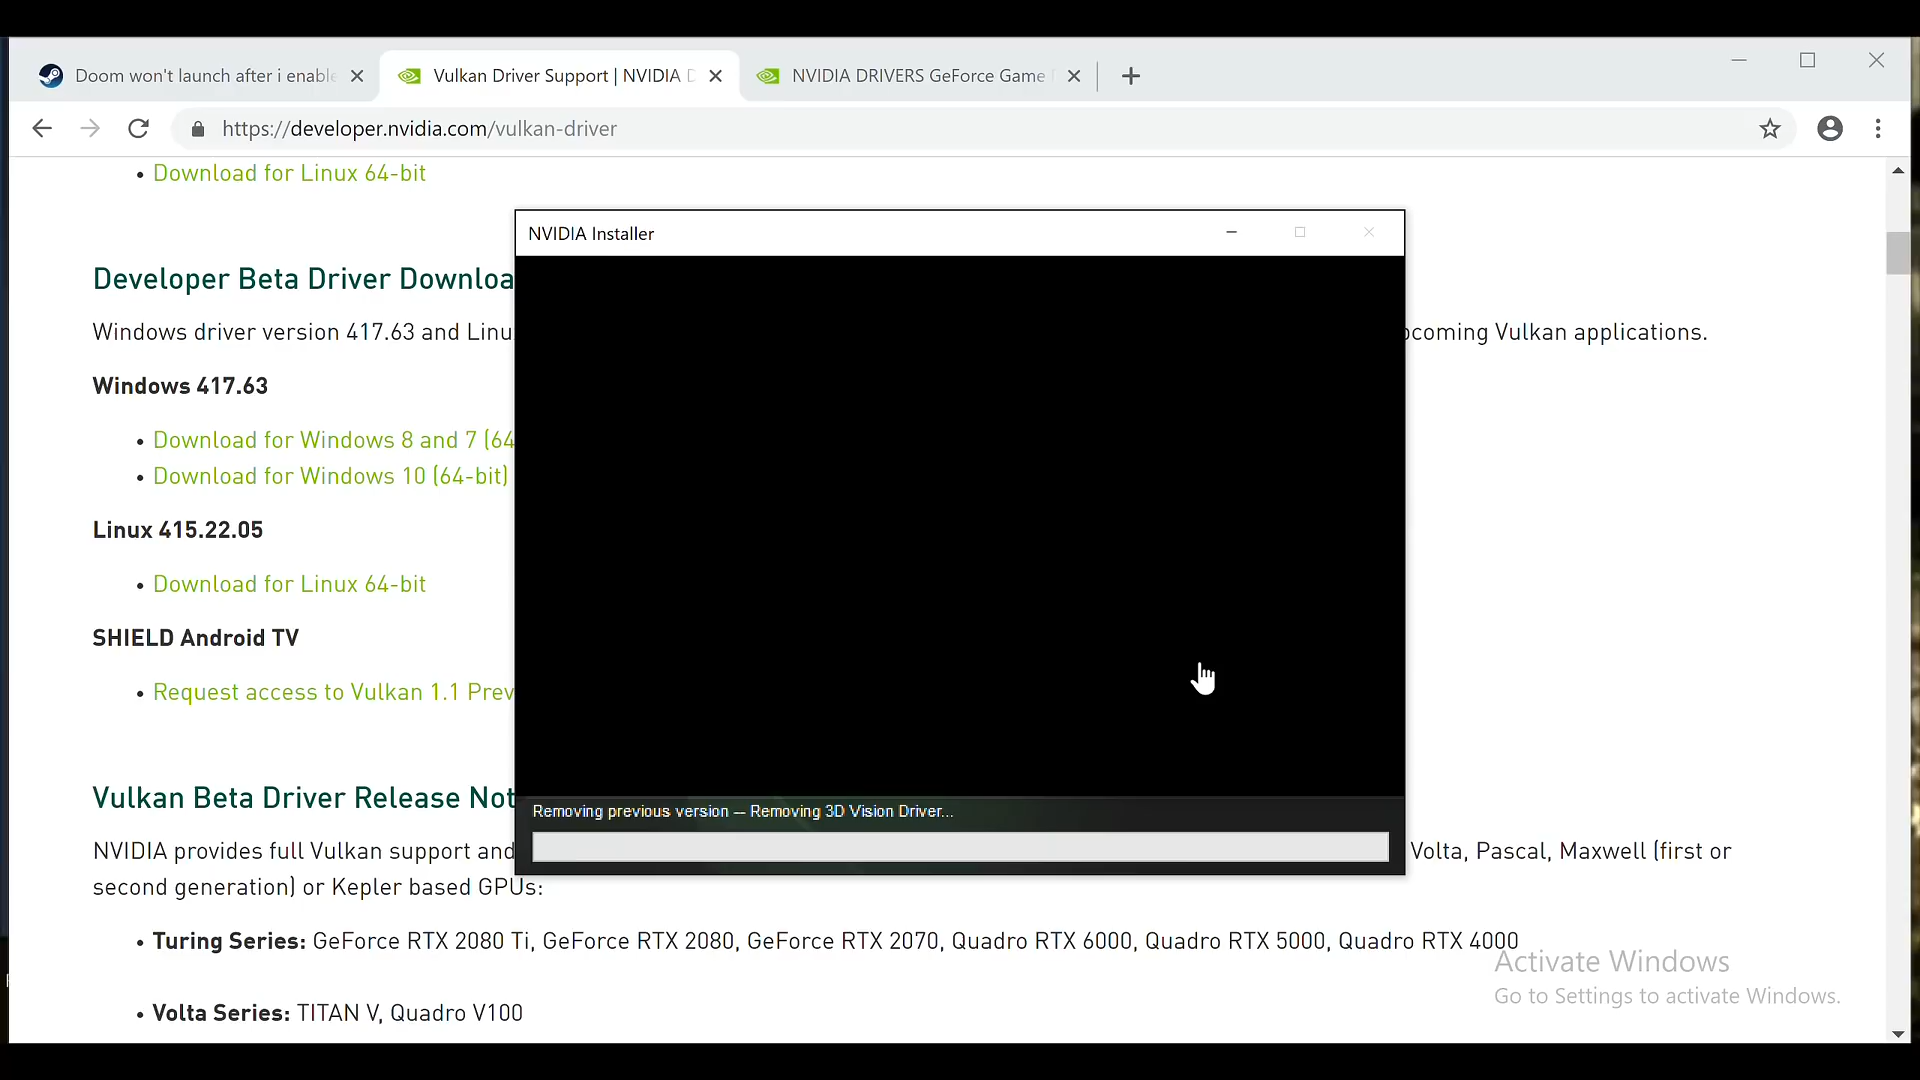 Doom won't launch after i enable
Vulkan Driver Support | NVIDIA D
NVIDIA DRIVERS GeForce Game
https://developer.nvidia.com/vulkan-driver
• Download for Linux 64-bit
NVIDIA Installer
Developer Beta Driver Downloa
Windows driver version 417.63 and Linu
pcoming Vulkan applications.
Windows 417.63
• Download for Windows 8 and 7 (64
• Download for Windows 10 (64-bit)
Linux 415.22.05
• Download for Linux 64-bit
SHIELD Android TV
• Request access to Vulkan 1.1 Prev
Vulkan Beta Driver Release Not
Removing previous version -- Removing 3D Vision Driver...
NVIDIA provides full Vulkan support and
Volta, Pascal, Maxwell (first or
second generation) or Kepler based GPUs:
• Turing Series: GeForce RTX 2080 Ti, GeForce RTX 2080, GeForce RTX 2070, Quadro RTX 6000, Quadro RTX 5000, Quadro RTX 4000
Activate Windows
Go to Settings to activate Windows.
• Volta Series: TITAN V, Quadro V100